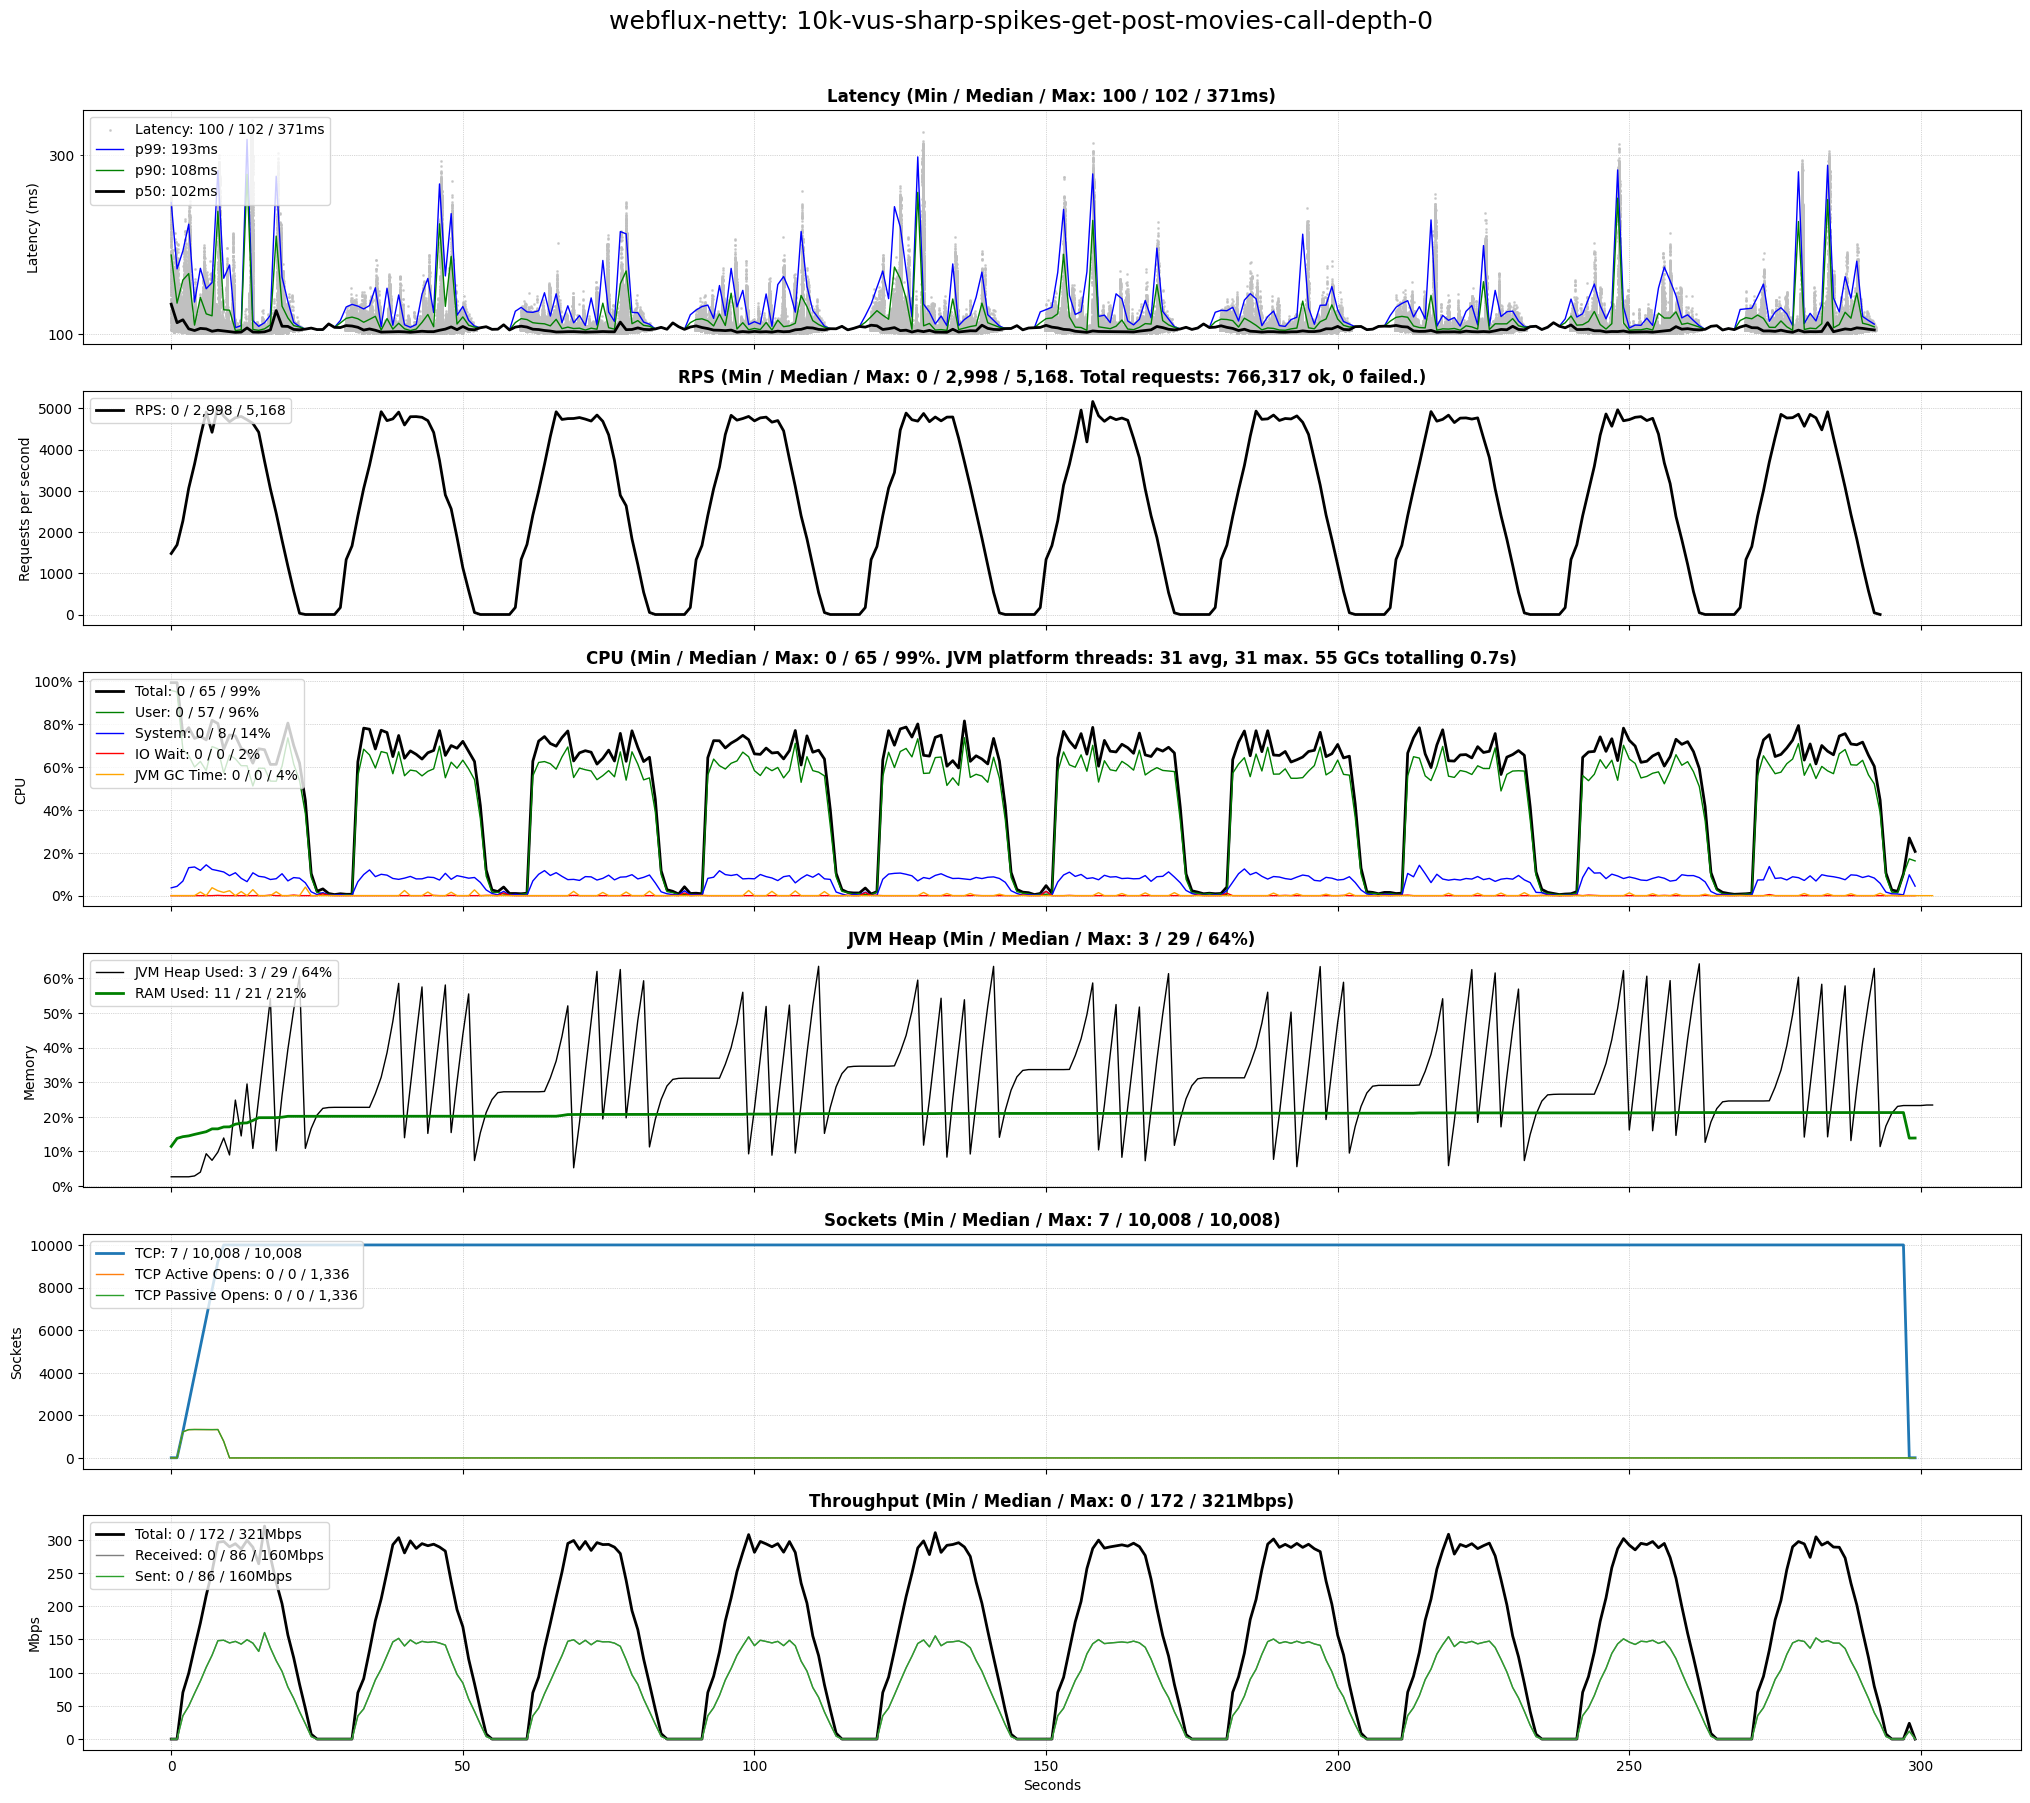 webflux-netty: 10k-vus-sharp-spikes-get-post-movies-call-depth-0
Latency (Min / Median / Max: 100 / 102 / 371ms)
Latency: 100 / 102 / 371ms
p99: 193ms
p90: 108ms
p50: 102ms
300
100
Latency (ms)
RPS (Min / Median / Max: 0 / 2,998 / 5,168. Total requests: 766,317 ok, 0 failed.)
RPS: 0 / 2,998 / 5,168
5000
4000
3000
2000
1000
0
Requests per second
CPU (Min / Median / Max: 0 / 65 / 99%. JVM platform threads: 31 avg, 31 max. 55 GCs totalling 0.7s)
Total: 0 / 65 / 99%
User: 0 / 57 / 96%
System: 0 / 8 / 14%
IO Wait: 0 / 0 / 2%
JVM GC Time: 0 / 0 / 4%
100%
80%
60%
40%
20%
0%
CPU
JVM Heap (Min / Median / Max: 3 / 29 / 64%)
JVM Heap Used: 3 / 29 / 64%
RAM Used: 11 / 21 / 21%
60%
50%
40%
30%
20%
10%
0%
Memory
Sockets (Min / Median / Max: 7 / 10,008 / 10,008)
TCP: 7 / 10,008 / 10,008
TCP Active Opens: 0 / 0 / 1,336
TCP Passive Opens: 0 / 0 / 1,336
10000
8000
6000
4000
2000
0
Sockets
Throughput (Min / Median / Max: 0 / 172 / 321Mbps)
Total: 0 / 172 / 321Mbps
Received: 0 / 86 / 160Mbps
Sent: 0 / 86 / 160Mbps
300
250
200
150
100
50
0
Mbps
0 50 100 150 200 250 300
Seconds